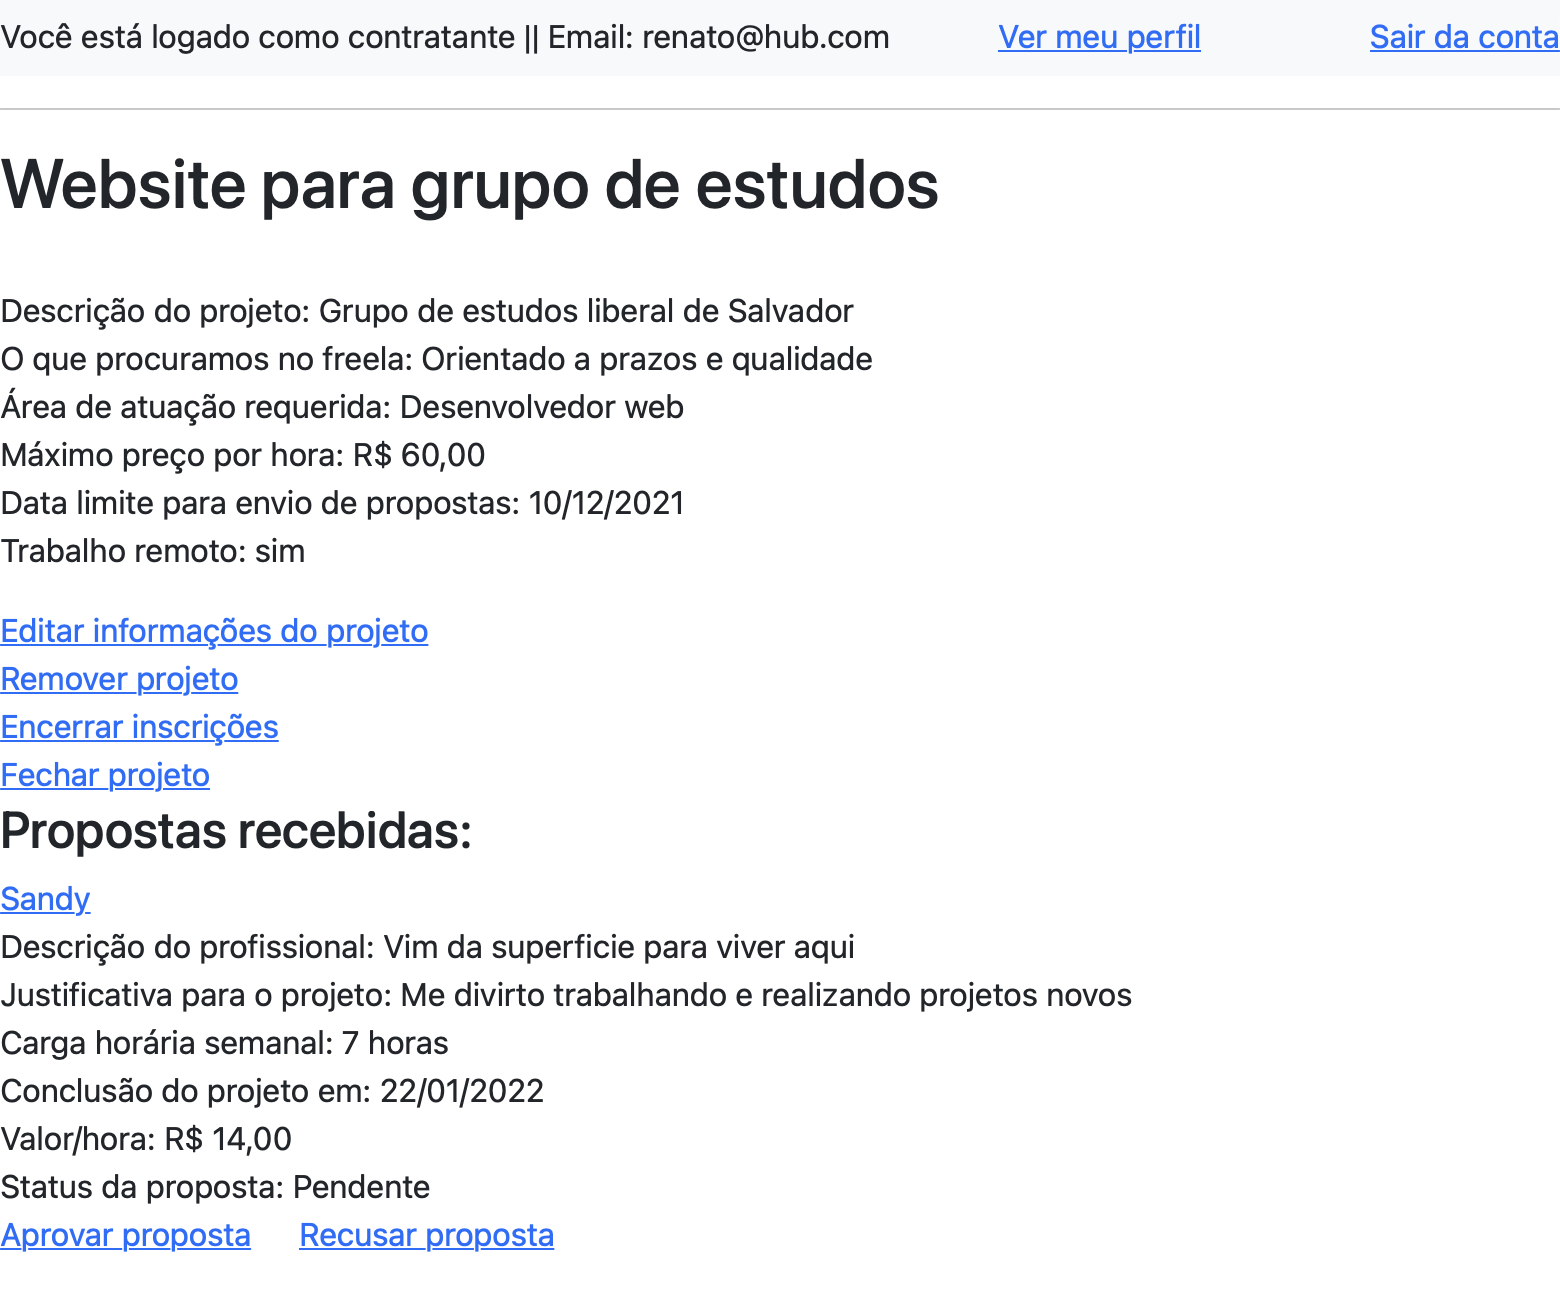 Você está logado como contratante || Email: renato@hub.com Ver meu perfil Sair da conta
Website para grupo de estudos
Descrição do projeto: Grupo de estudos liberal de Salvador
O que procuramos no freela: Orientado a prazos e qualidade
Área de atuação requerida: Desenvolvedor web
Máximo preço por hora: R$ 60,00
Data limite para envio de propostas: 10/12/2021
Trabalho remoto: sim
Editar informações do projeto
Remover projeto
Encerrar inscrições
Fechar projeto
Propostas recebidas:
Sandy
Descrição do profissional: Vim da superficie para viver aqui
Justificativa para o projeto: Me divirto trabalhando e realizando projetos novos
Carga horária semanal: 7 horas
Conclusão do projeto em: 22/01/2022
Valor/hora: R$ 14,00
Status da proposta: Pendente
Aprovar proposta Recusar proposta